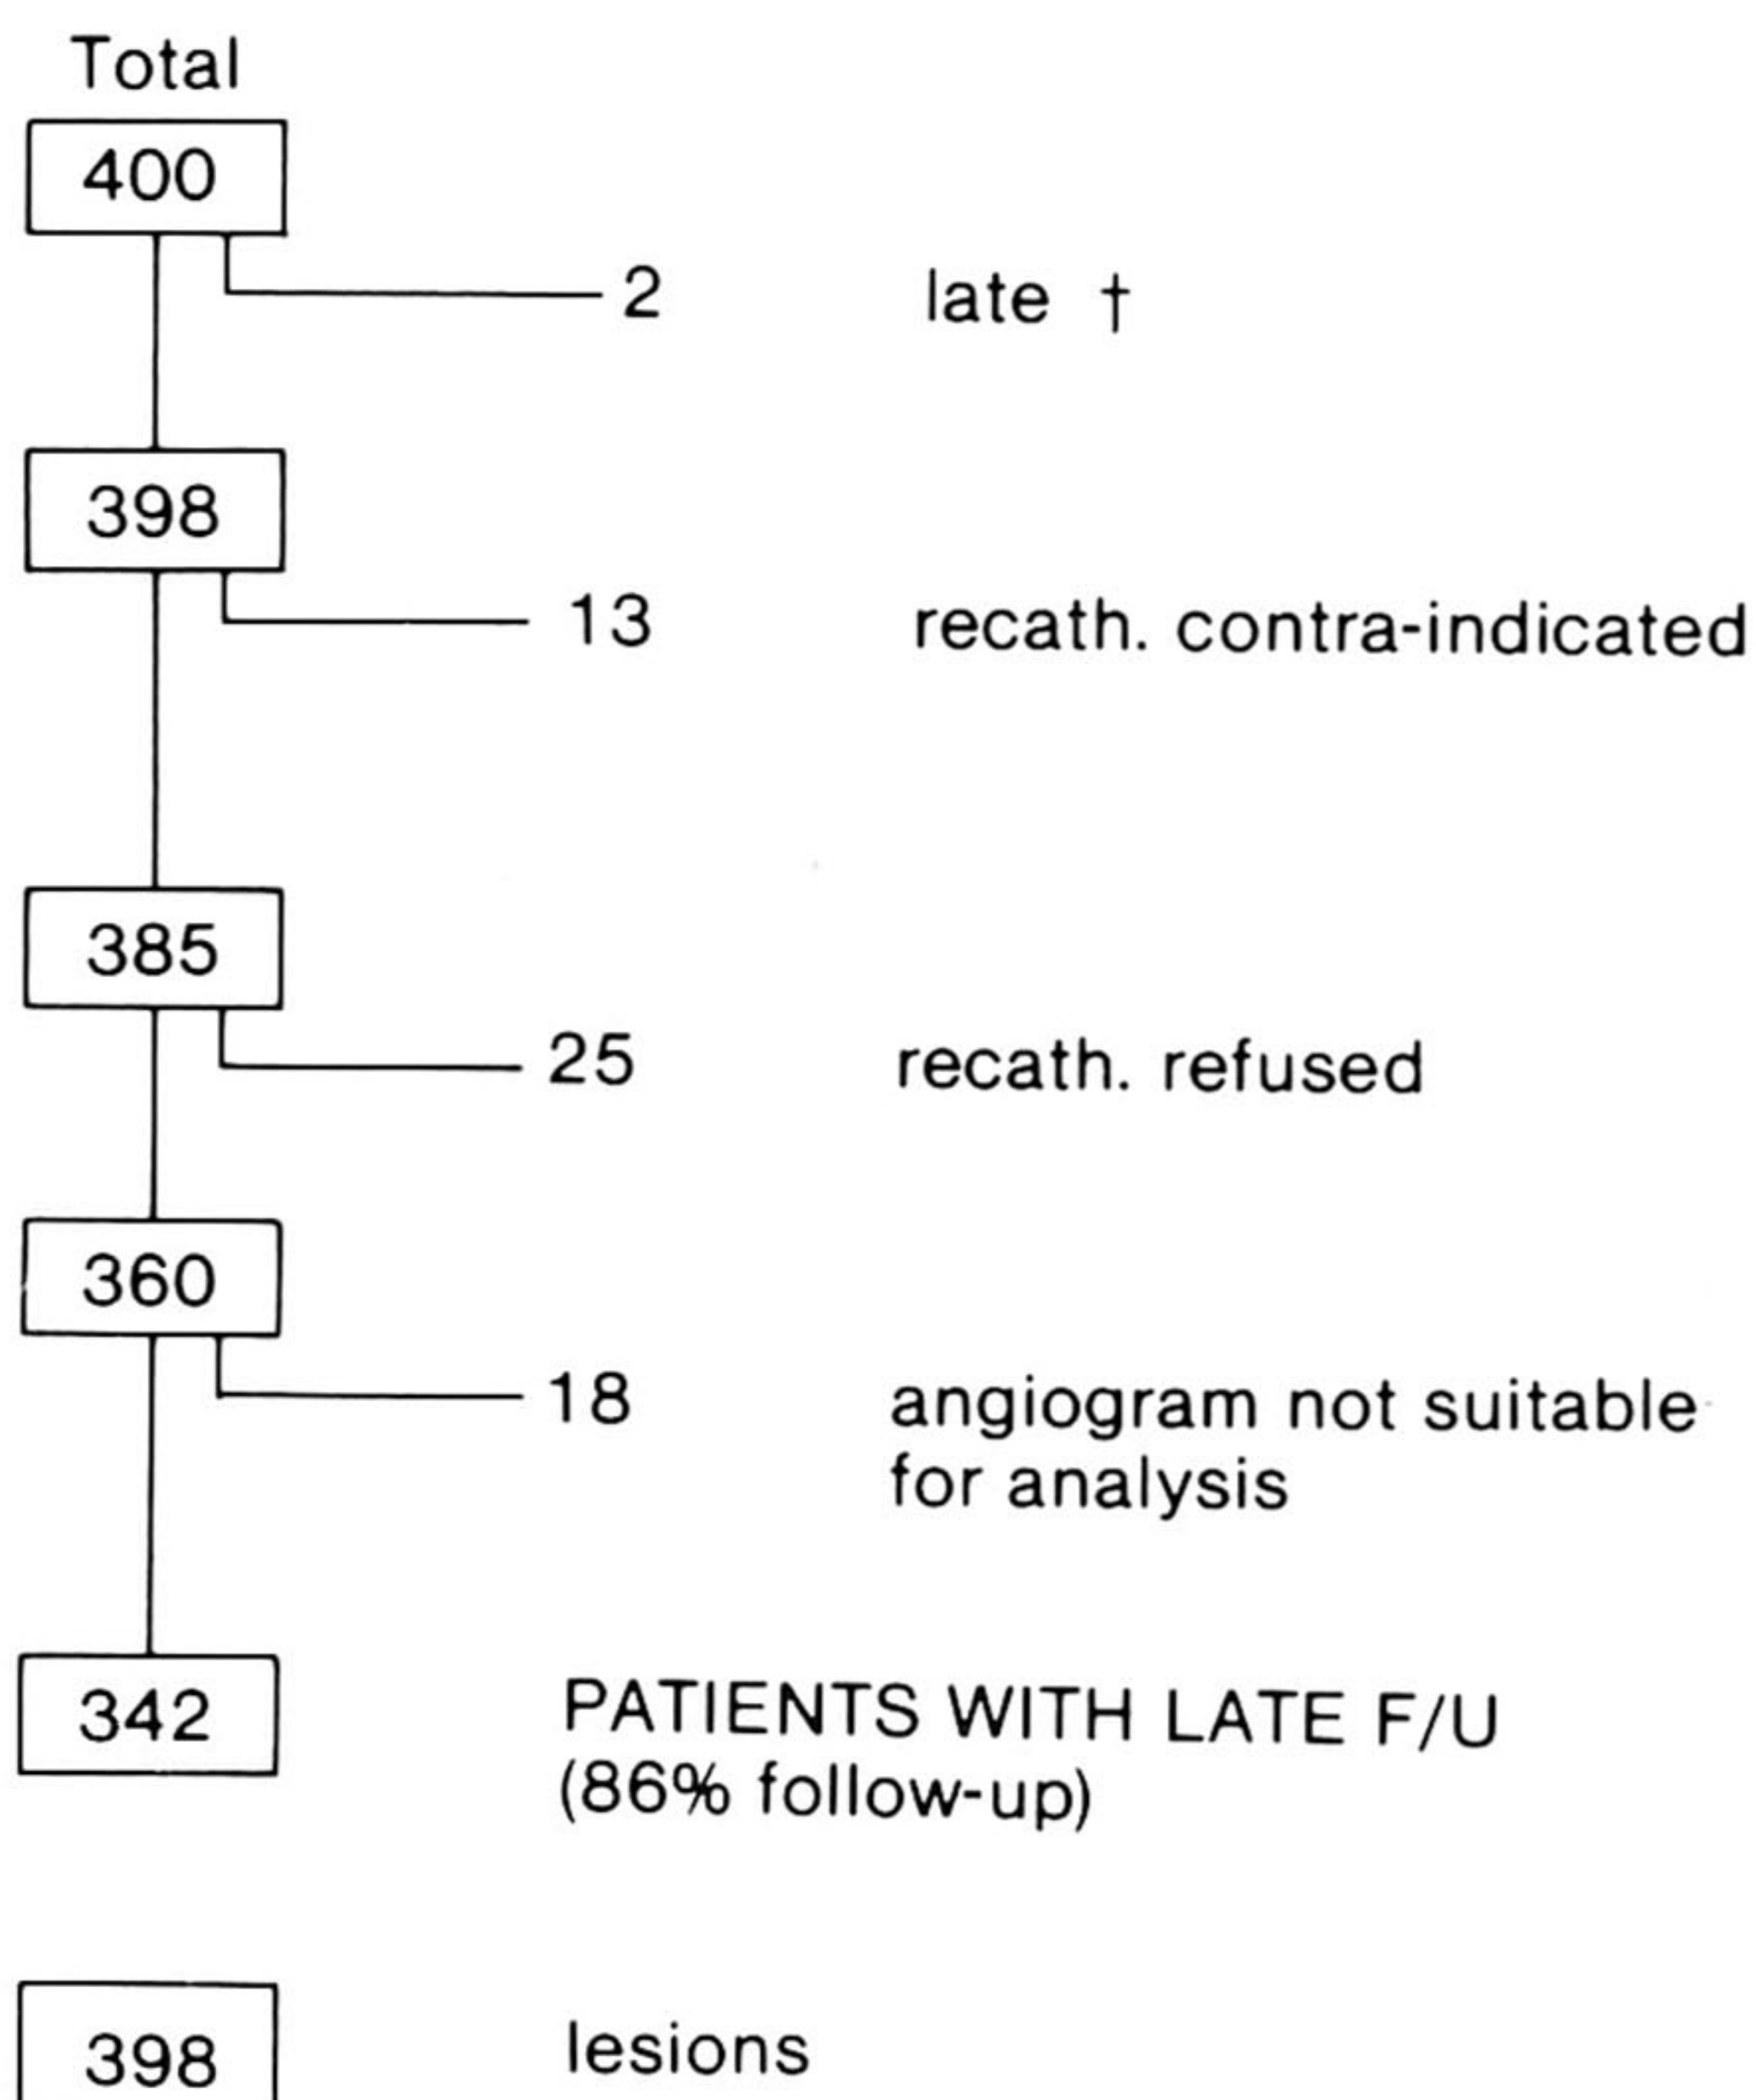 Total
400
2 late †
398
13 recath. contra-indicated
385
25 recath. refused
360
18 angiogram not suitable
for analysis
342 PATIENTS WITH LATE F/U
(86% follow-up)
398 lesions